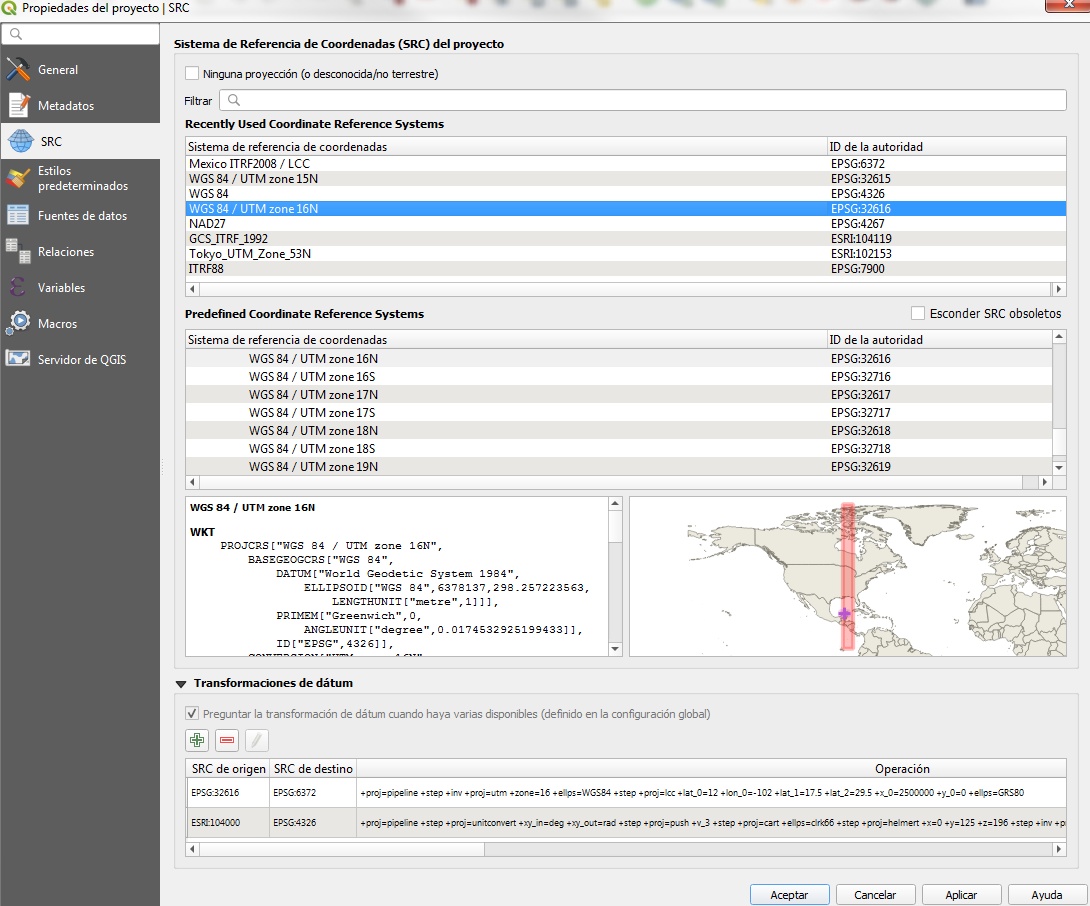 Propiedades del proyecto | SRC
General
Metadatos
SRC
Estilos
predeterminados
Fuentes de datos
Relaciones
Variables
Macros
Servidor de QGIS
Sistema de Referencia de Coordenadas (SRC) del proyecto
Ninguna proyección (o desconocida/no terrestre)
Filtrar
Recently Used Coordinate Reference Systems
Sistema de referencia de coordenadas ID de la autoridad
Mexico ITRF2008 / LCC EPSG:6372
WGS 84 / UTM zone 15N EPSG:32615
WGS 84 EPSG:4326
WGS 84 / UTM zone 16N EPSG:32616
NAD27 EPSG:4267
GCS_ITRF_1992 ESRI:104119
Tokyo_UTM_Zone_53N ESRI:102153
ITRF88 EPSG:7900
Predefined Coordinate Reference Systems
Esconder SRC obsoletos
Sistema de referencia de coordenadas ID de la autoridad
WGS 84 / UTM zone 16N EPSG:32616
WGS 84 / UTM zone 16S EPSG:32716
WGS 84 / UTM zone 17N EPSG:32617
WGS 84 / UTM zone 17S EPSG:32717
WGS 84 / UTM zone 18N EPSG:32618
WGS 84 / UTM zone 18S EPSG:32718
WGS 84 / UTM zone 19N EPSG:32619
WGS 84 / UTM zone 16N
WKT
PROJCRS["WGS 84 / UTM zone 16N",
BASEGEOGCRS["WGS 84",
DATUM["World Geodetic System 1984",
ELLIPSOID["WGS 84",6378137,298.257223563,
LENGTHUNIT["metre",1]]],
PRIMEM["Greenwich",0,
ANGLEUNIT["degree",0.0174532925199433]],
ID["EPSG",4326]],
Transformaciones de dátum
Preguntar la transformación de dátum cuando haya varias disponibles (definido en la configuración global)
SRC de origen SRC de destino Operación
EPSG:32616 EPSG:6372 +proj=pipeline +step +inv +proj=utm +zone=16 +ellps=WGS84 +step +proj=lcc +lat_0=12 +lon_0=-102 +lat_1=17.5 +lat_2=29.5 +x_0=2500000 +y_0=0 +ellps=GRS80
ESRI:104000 EPSG:4326 +proj=pipeline +step +proj=unitconvert +xy_in=deg +xy_out=rad +step +proj=push +v_3 +step +proj=cart +ellps=clrk66 +step +proj=helmert +x=0 +y=125 +z=196 +step +inv +p
Aceptar Cancelar Aplicar Ayuda